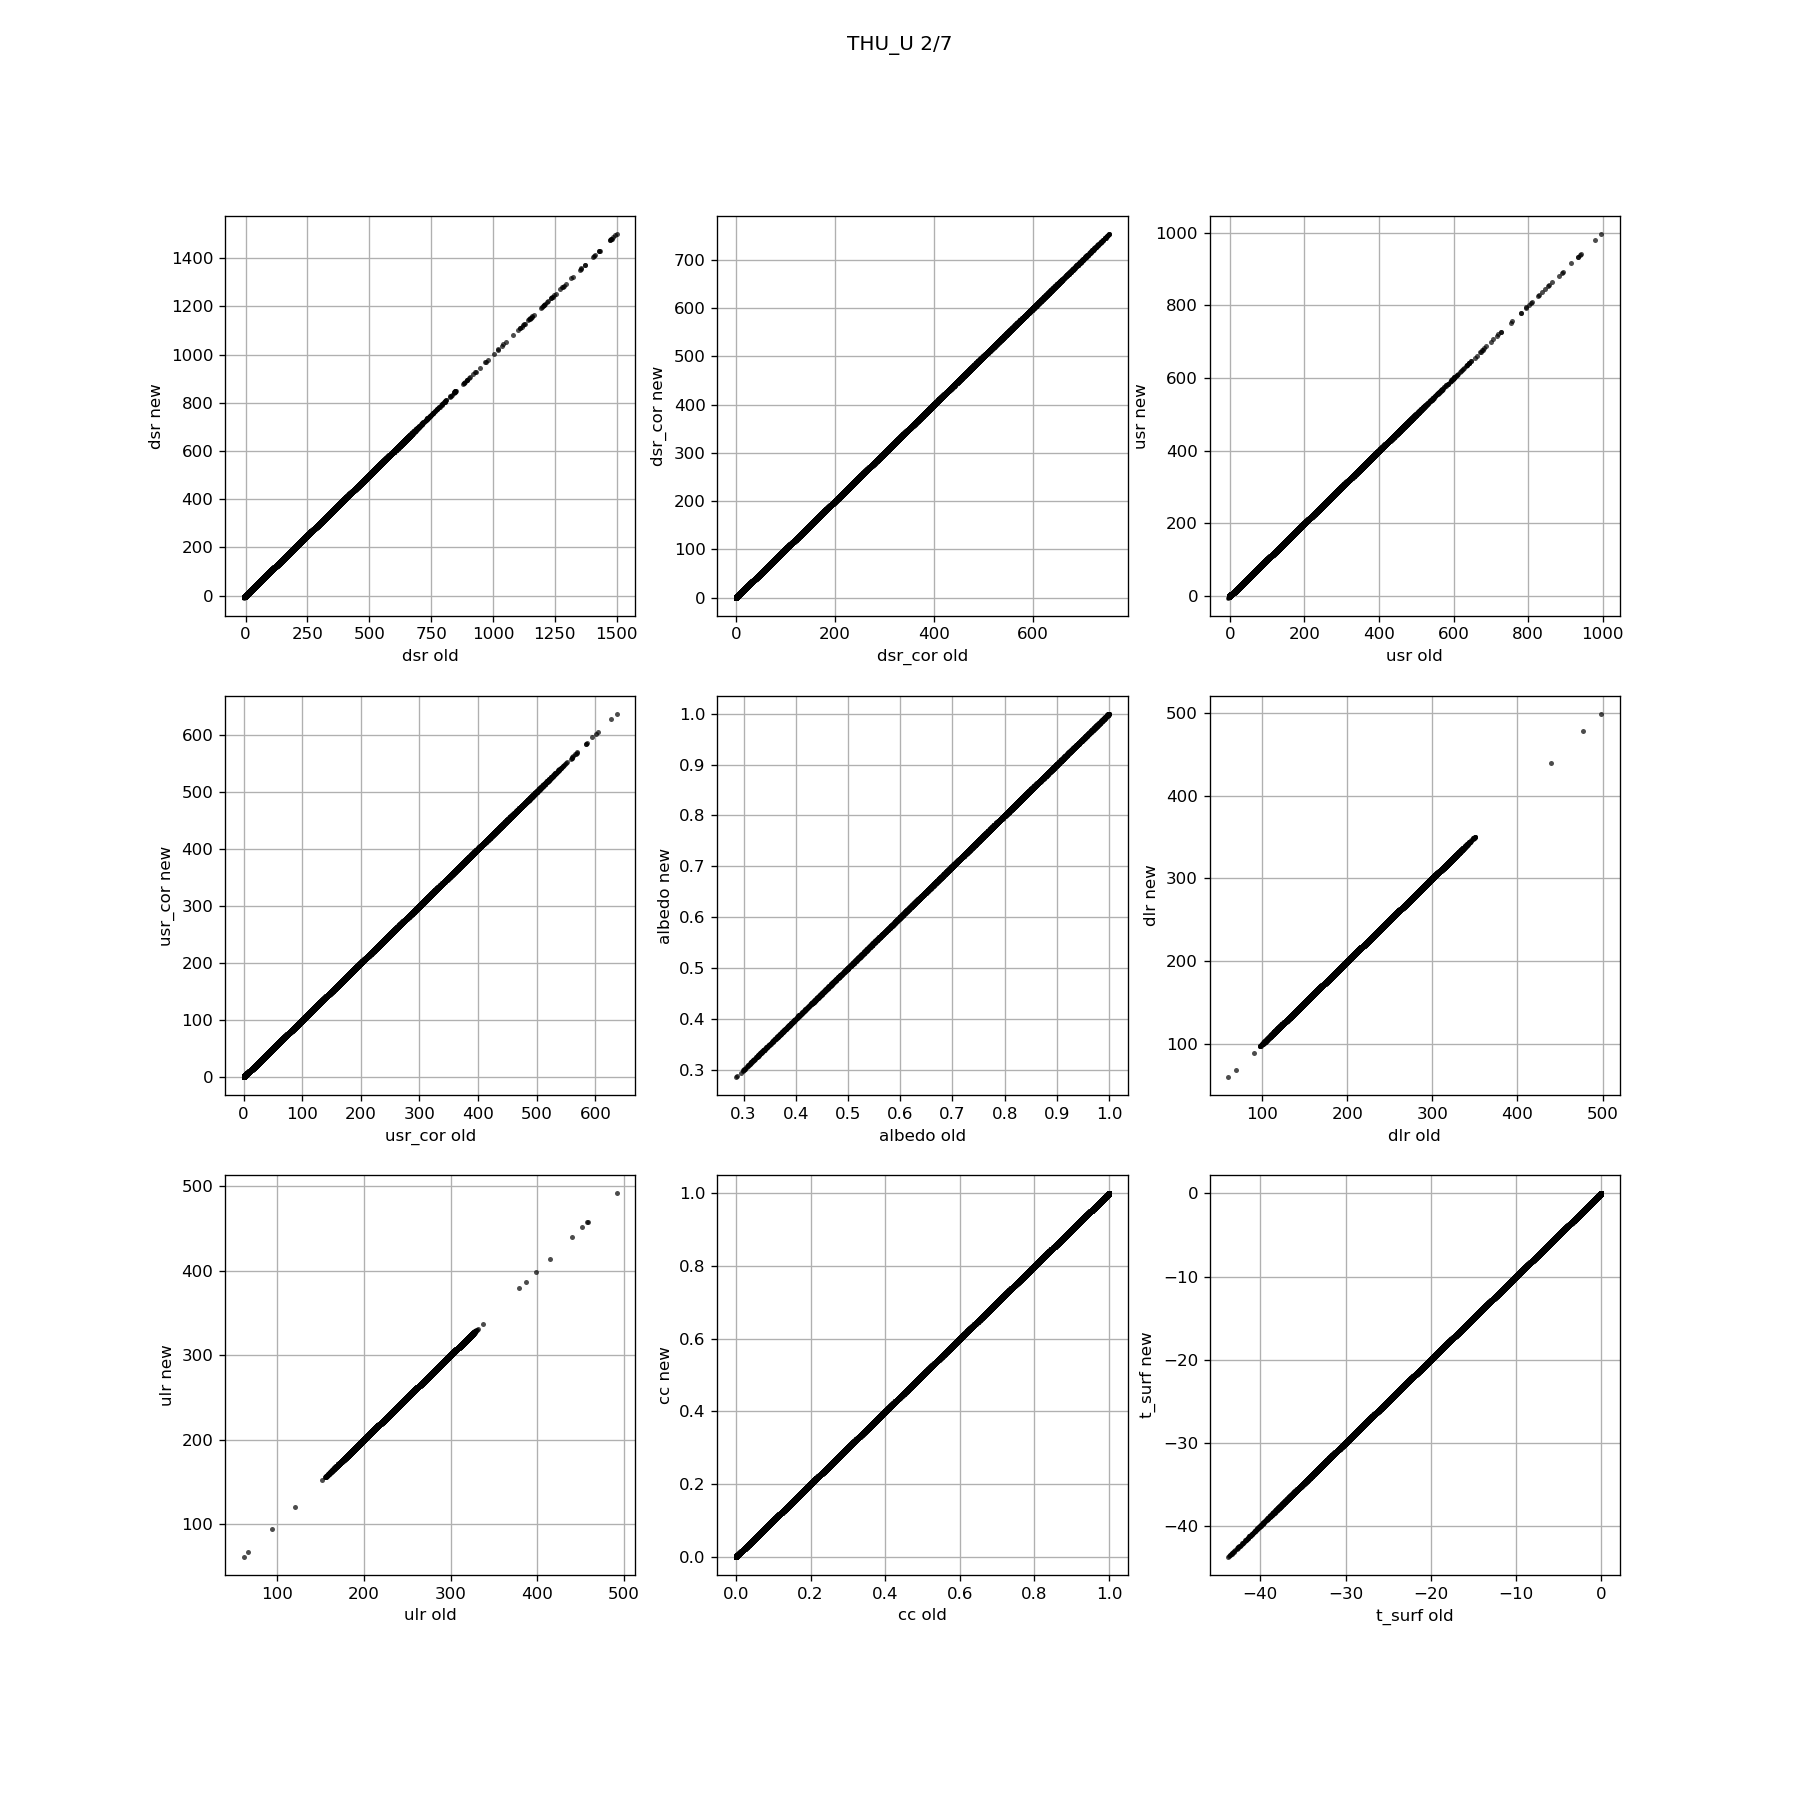 THU_U 2/7
1400
1200
1000
800
600
400
200
0
dsr new
0 250 500 750 1000 1250 1500
dsr old
700
600
500
400
300
200
100
0
dsr_cor new
0 200 400 600
dsr_cor old
1000
800
600
400
200
0
usr new
0 200 400 600 800 1000
usr old
600
500
400
300
200
100
0
usr_cor new
0 100 200 300 400 500 600
usr_cor old
1.0
0.9
0.8
0.7
0.6
0.5
0.4
0.3
albedo new
0.3 0.4 0.5 0.6 0.7 0.8 0.9 1.0
albedo old
500
400
300
200
100
dlr new
100 200 300 400 500
dlr old
500
400
300
200
100
ulr new
100 200 300 400 500
ulr old
1.0
0.8
0.6
0.4
0.2
0.0
cc new
0.0 0.2 0.4 0.6 0.8 1.0
cc old
0
−10
−20
−30
−40
t_surf new
−40 −30 −20 −10 0
t_surf old